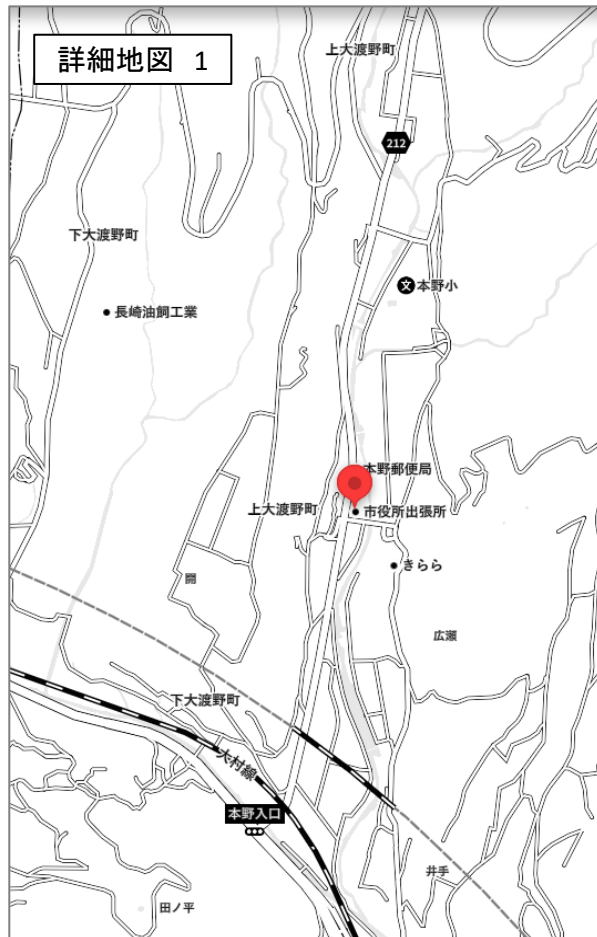 詳細地図 1
上大渡野町
212
下大渡野町
文 本野小
長崎油飼工業
本野郵便局
上大渡野町
市役所出張所
きらら
開
広瀬
下大渡野町
大村線
本野入口
井手
田ノ平